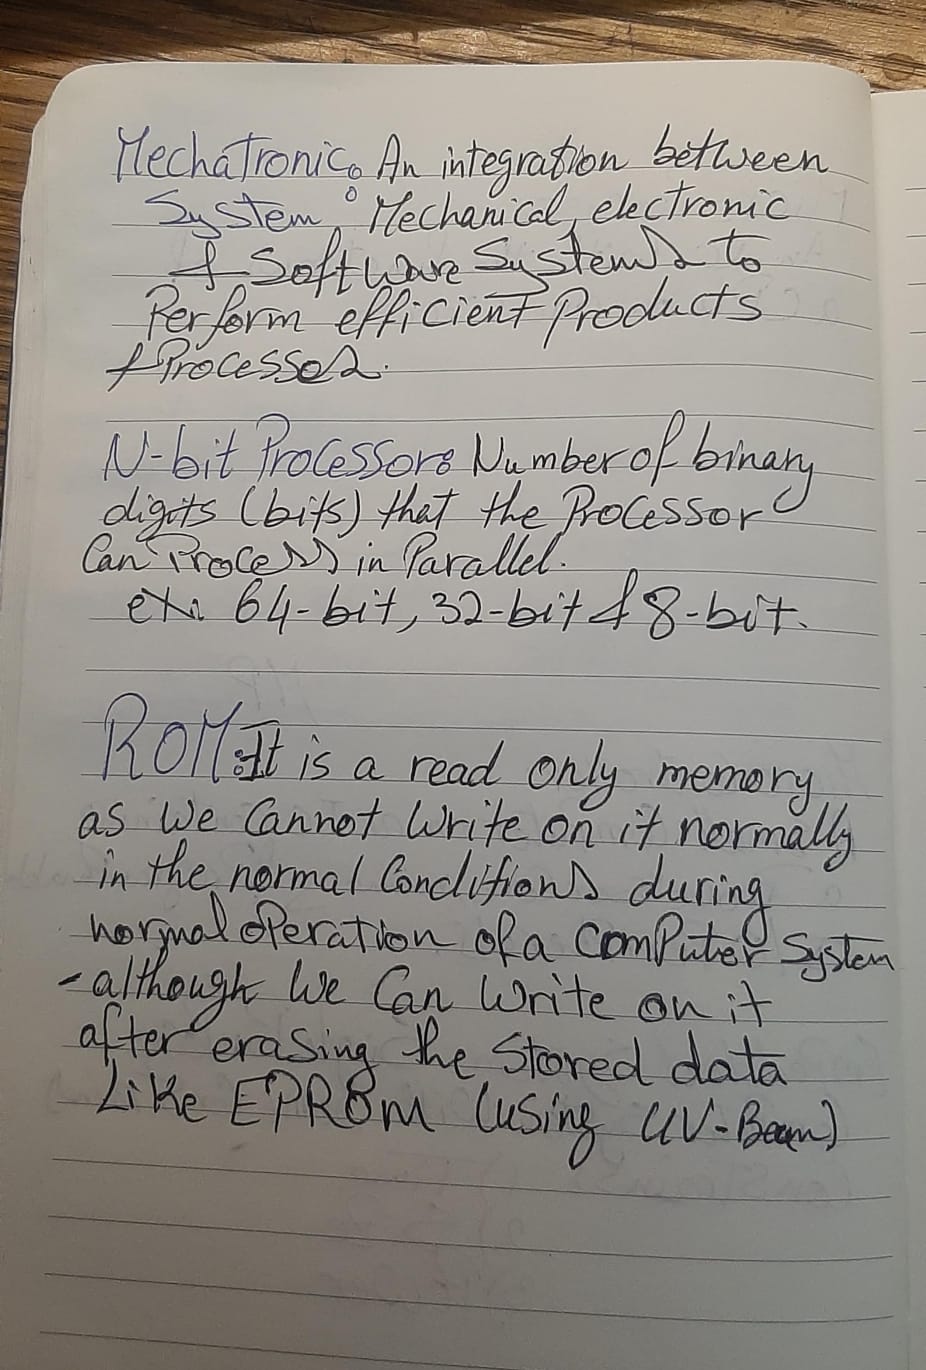 Mechatronic: An integration between
System: Mechanical, electronic
& Software Systems to
Perform efficient Products
& Processes.
N-bit Processor: Number of binary
digits (bits) that the Processor
Can Process in Parallel.
ex: 64-bit, 32-bit & 8-bit.
ROM: It is a read only memory
as We Cannot Write on it normally
in the normal Conditions during
normal operation of a Computer System
- although We Can Write on it
after erasing the Stored data
Like EPROM (using UV-Beam)